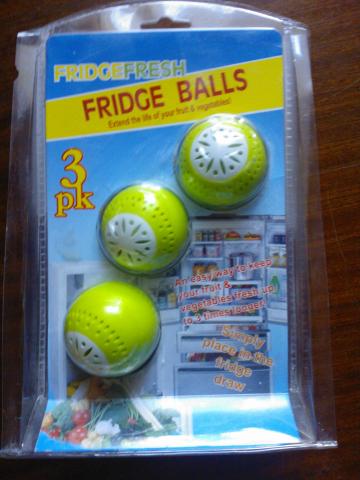 FRIDGEFRESH
FRIDGE BALLS
Extend the life of your fruit & vegetables!
3
pk
An easy way to keep
your fruit &
vegetables fresh up
to 3 times longer!
Simply
place in the
fridge
draw